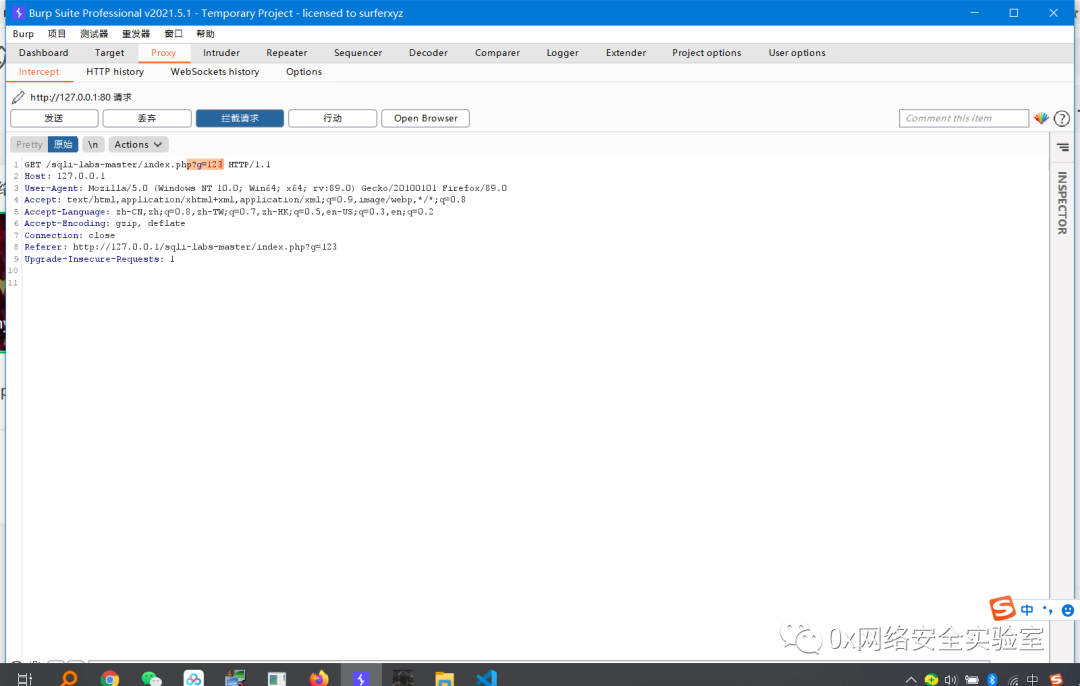 Burp Suite Professional v2021.5.1 - Temporary Project - licensed to surferxyz
Burp 项目 测试器 重发器 窗口 帮助
Dashboard Target Proxy Intruder Repeater Sequencer Decoder Comparer Logger Extender Project options User options
Intercept HTTP history WebSockets history Options
http://127.0.0.1:80 请求
发送 丢弃 拦截请求 行动 Open Browser Comment this item ?
Pretty 原始 \n Actions
1 GET /sqli-labs-master/index.php?g=123 HTTP/1.1
2 Host: 127.0.0.1
3 User-Agent: Mozilla/5.0 (Windows NT 10.0; Win64; x64; rv:89.0) Gecko/20100101 Firefox/89.0
4 Accept: text/html,application/xhtml+xml,application/xml;q=0.9,image/webp,*/*;q=0.8
5 Accept-Language: zh-CN,zh;q=0.8,zh-TW;q=0.7,zh-HK;q=0.5,en-US;q=0.3,en;q=0.2
6 Accept-Encoding: gzip, deflate
7 Connection: close
8 Referer: http://127.0.0.1/sqli-labs-master/index.php?g=123
9 Upgrade-Insecure-Requests: 1
10
11
INSPECTOR
中
0x网络安全实验室
中